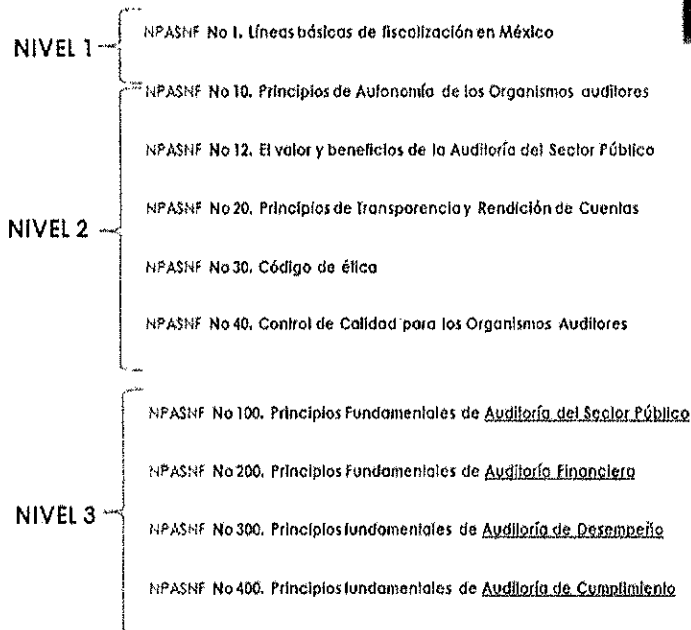 NIVEL 1
NPASNF No 1. Líneas básicas de fiscalización en México
NIVEL 2
NPASNF No 10. Principios de Autonomía de los Organismos auditores
NPASNF No 12. El valor y beneficios de la Auditoría del Sector Público
NPASNF No 20. Principios de Transparencia y Rendición de Cuentas
NPASNF No 30. Código de ética
NPASNF No 40. Control de Calidad para los Organismos Auditores
NIVEL 3
NPASNF No 100. Principios Fundamentales de Auditoría del Sector Público
NPASNF No 200. Principios Fundamentales de Auditoría Financiera
NPASNF No 300. Principios fundamentales de Auditoría de Desempeño
NPASNF No 400. Principios fundamentales de Auditoría de Cumplimiento